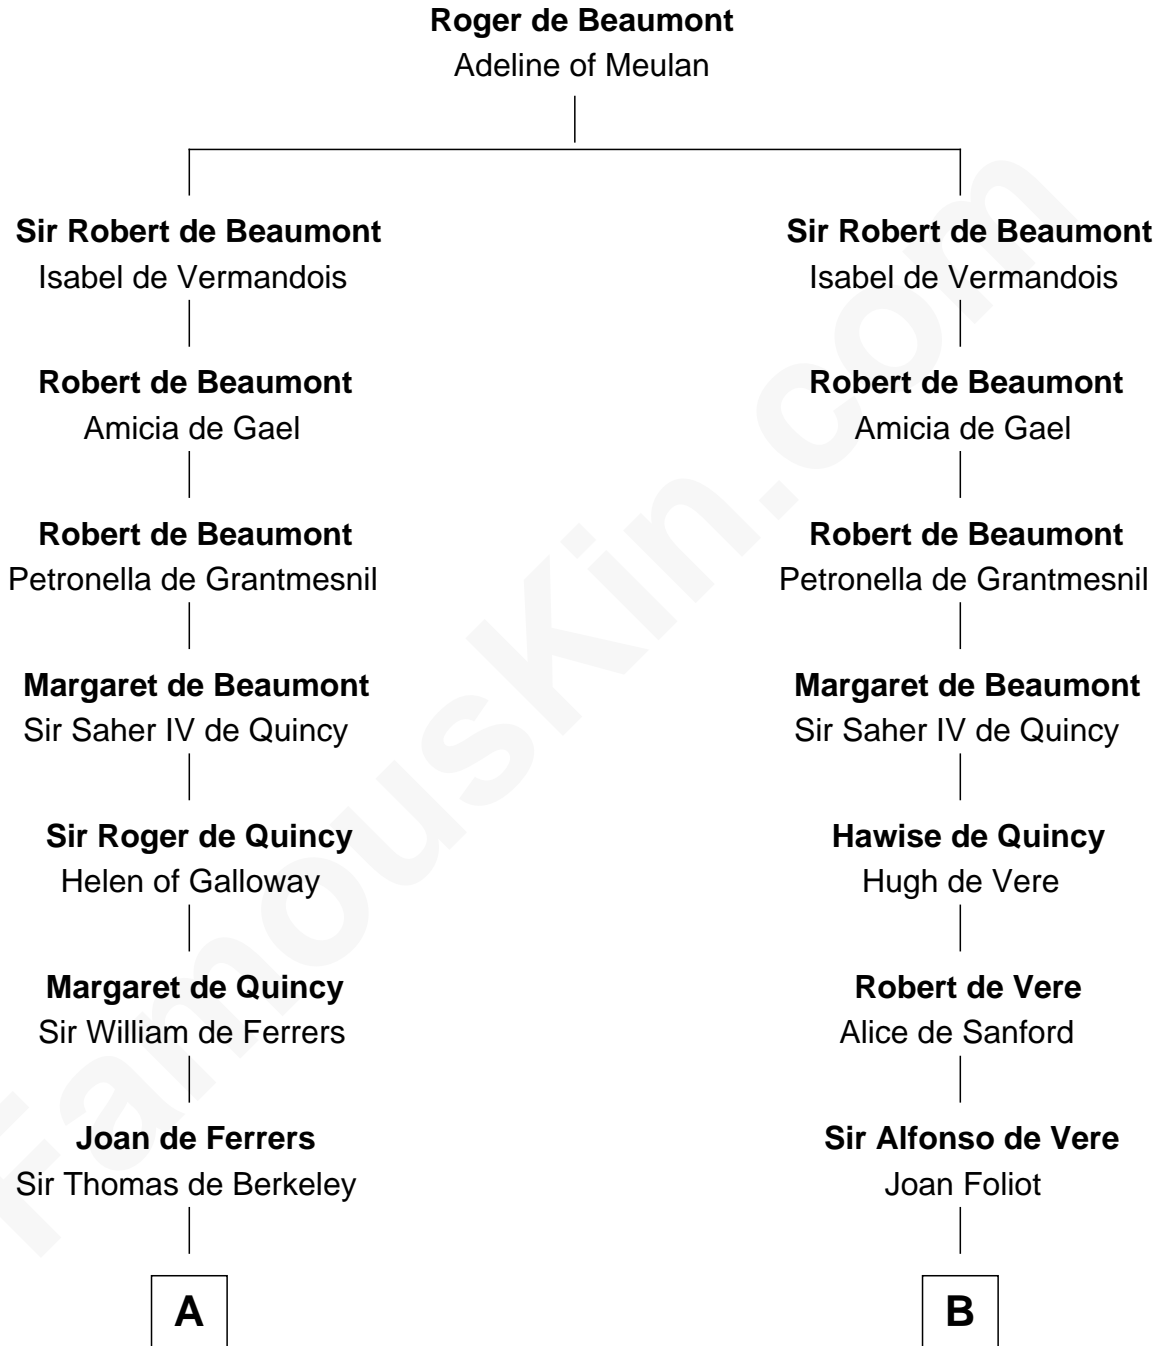 Roger de Beaumont
Adeline of Meulan
Sir Robert de Beaumont
Isabel de Vermandois
Robert de Beaumont
Amicia de Gael
Robert de Beaumont
Petronella de Grantmesnil
Margaret de Beaumont
Sir Saher IV de Quincy
Sir Roger de Quincy
Helen of Galloway
Margaret de Quincy
Sir William de Ferrers
Joan de Ferrers
Sir Thomas de Berkeley
A
Sir Robert de Beaumont
Isabel de Vermandois
Robert de Beaumont
Amicia de Gael
Robert de Beaumont
Petronella de Grantmesnil
Margaret de Beaumont
Sir Saher IV de Quincy
Hawise de Quincy
Hugh de Vere
Robert de Vere
Alice de Sanford
Sir Alfonso de Vere
Joan Foliot
B
FamousKin.com